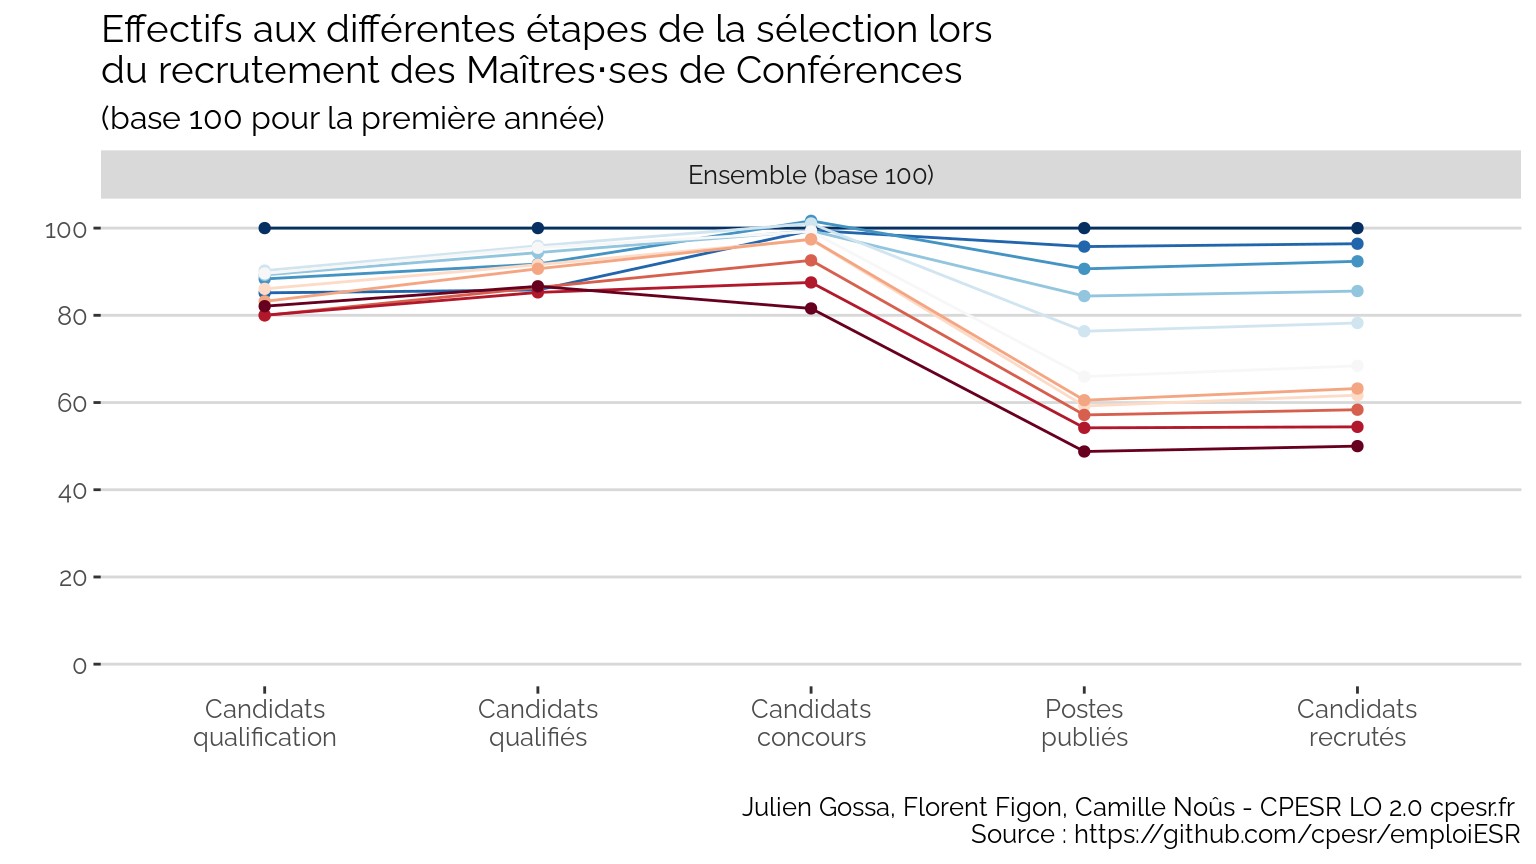 Effectifs aux différentes étapes de la sélection lors
du recrutement des Maîtres·ses de Conférences
(base 100 pour la première année)
Ensemble (base 100)
100
80
60
40
20
0
Candidats
qualification
Candidats
qualifiés
Candidats
concours
Postes
publiés
Candidats
recrutés
Julien Gossa, Florent Figon, Camille Noûs - CPESR LO 2.0 cpesr.fr
Source : https://github.com/cpesr/emploiESR